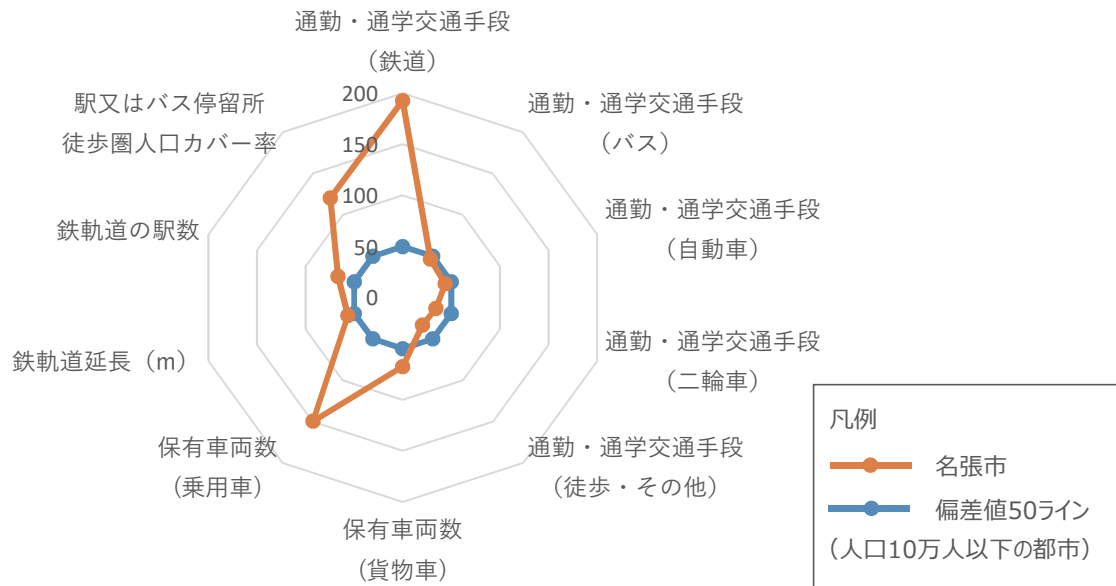 通勤・通学交通手段
（鉄道）
通勤・通学交通手段
（バス）
通勤・通学交通手段
（自動車）
通勤・通学交通手段
（二輪車）
通勤・通学交通手段
（徒歩・その他）
保有車両数
（貨物車）
保有車両数
（乗用車）
鉄軌道延長（m）
鉄軌道の駅数
駅又はバス停留所
徒歩圏人口カバー率
200
150
100
50
0
凡例
名張市
偏差値50ライン
（人口10万人以下の都市）